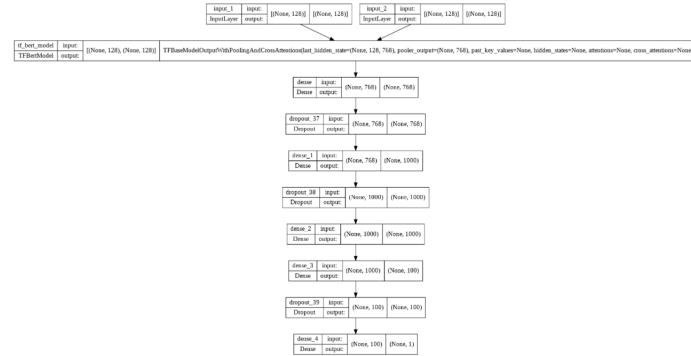 input_1 input: [(None, 128)] [(None, 128)]
InputLayer output:
input_2 input: [(None, 128)] [(None, 128)]
InputLayer output:
tf_bert_model input: [(None, 128), (None, 128)] TFBaseModelOutputWithPoolingAndCrossAttentions(last_hidden_state=(None, 128, 768), pooler_output=(None, 768), past_key_values=None, hidden_states=None, attentions=None, cross_attentions=None
TFBertModel output:
dense input: (None, 768) (None, 768)
Dense output:
dropout_37 input: (None, 768) (None, 768)
Dropout output:
dense_1 input: (None, 768) (None, 1000)
Dense output:
dropout_38 input: (None, 1000) (None, 1000)
Dropout output:
dense_2 input: (None, 1000) (None, 1000)
Dense output:
dense_3 input: (None, 1000) (None, 100)
Dense output:
dropout_39 input: (None, 100) (None, 100)
Dropout output:
dense_4 input: (None, 100) (None, 1)
Dense output: